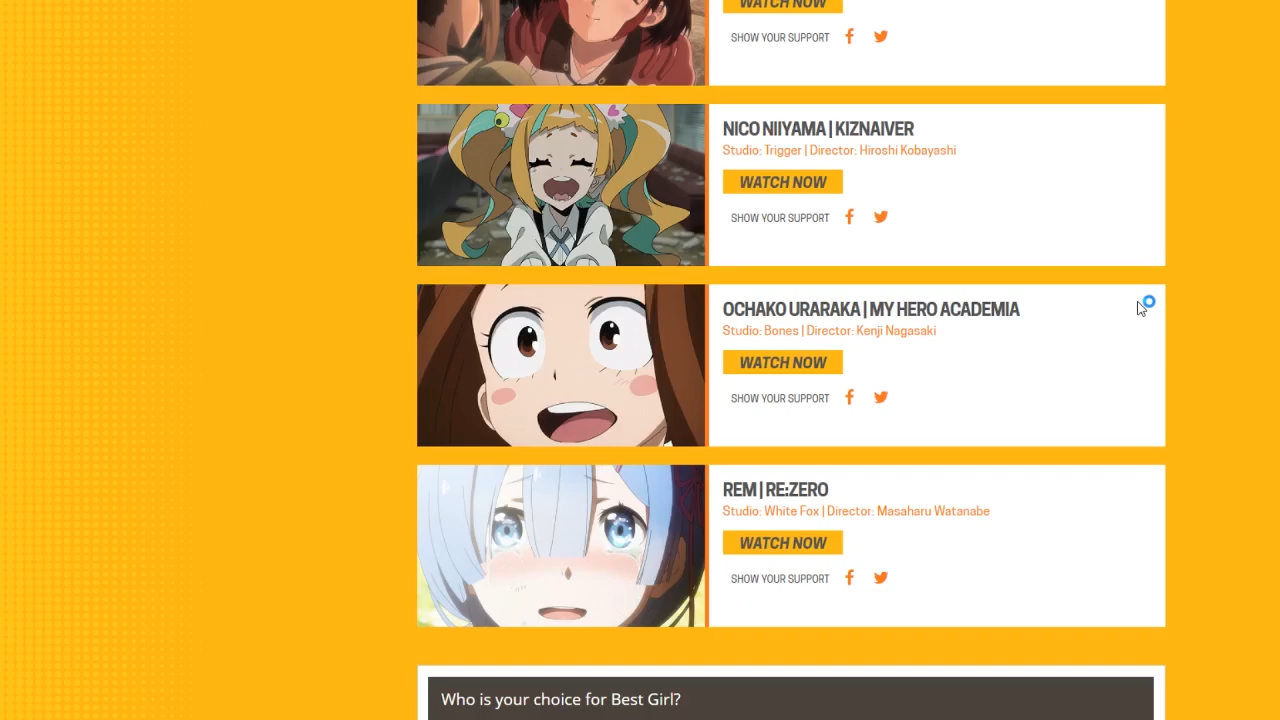 WATCH NOW
SHOW YOUR SUPPORT
NICO NIIYAMA | KIZNAIVER
Studio: Trigger | Director: Hiroshi Kobayashi
WATCH NOW
SHOW YOUR SUPPORT
OCHAKO URARAKA | MY HERO ACADEMIA
Studio: Bones | Director: Kenji Nagasaki
WATCH NOW
SHOW YOUR SUPPORT
REM | RE:ZERO
Studio: White Fox | Director: Masaharu Watanabe
WATCH NOW
SHOW YOUR SUPPORT
Who is your choice for Best Girl?